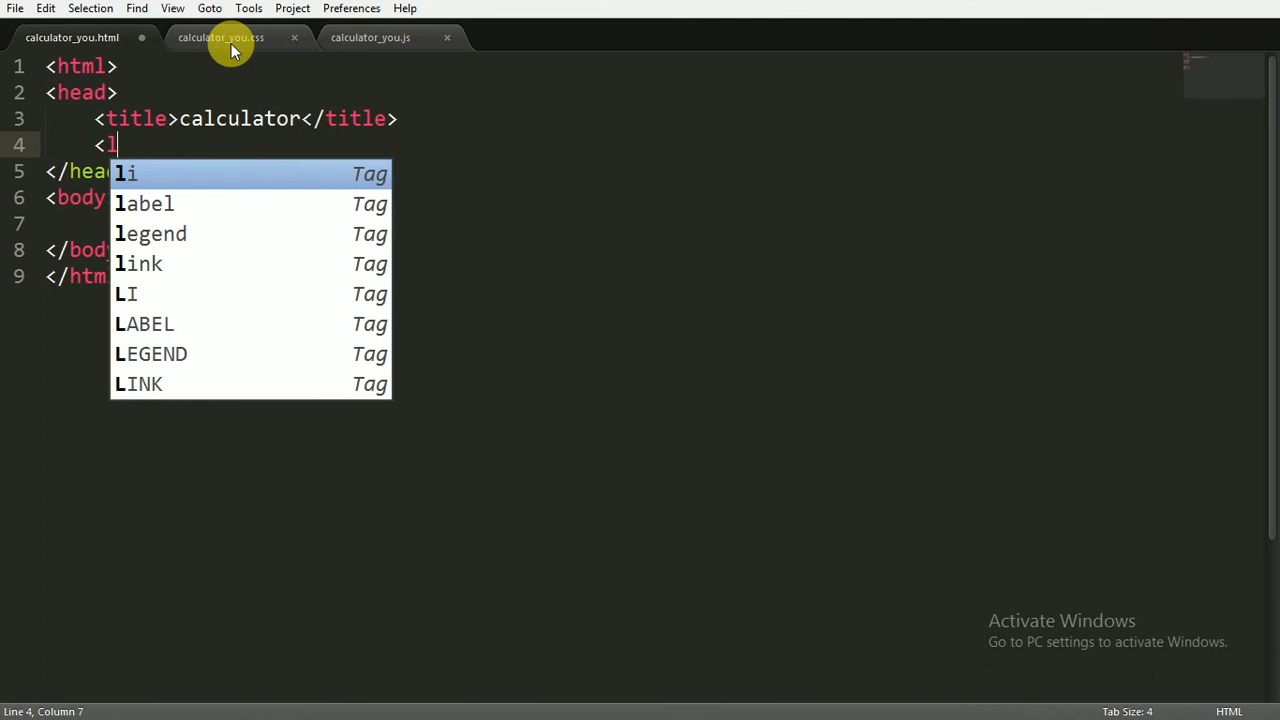 File Edit Selection Find View Goto Tools Project Preferences Help
calculator_you.html calculator_you.css × calculator_you.js ×
1 <html>
2 <head>
3 <title>calculator</title>
4 <l
5 </head
6 <body
7
8 </body
9 </htm
li Tag
label Tag
legend Tag
link Tag
LI Tag
LABEL Tag
LEGEND Tag
LINK Tag
Activate Windows
Go to PC settings to activate Windows.
Line 4, Column 7 Tab Size: 4 HTML